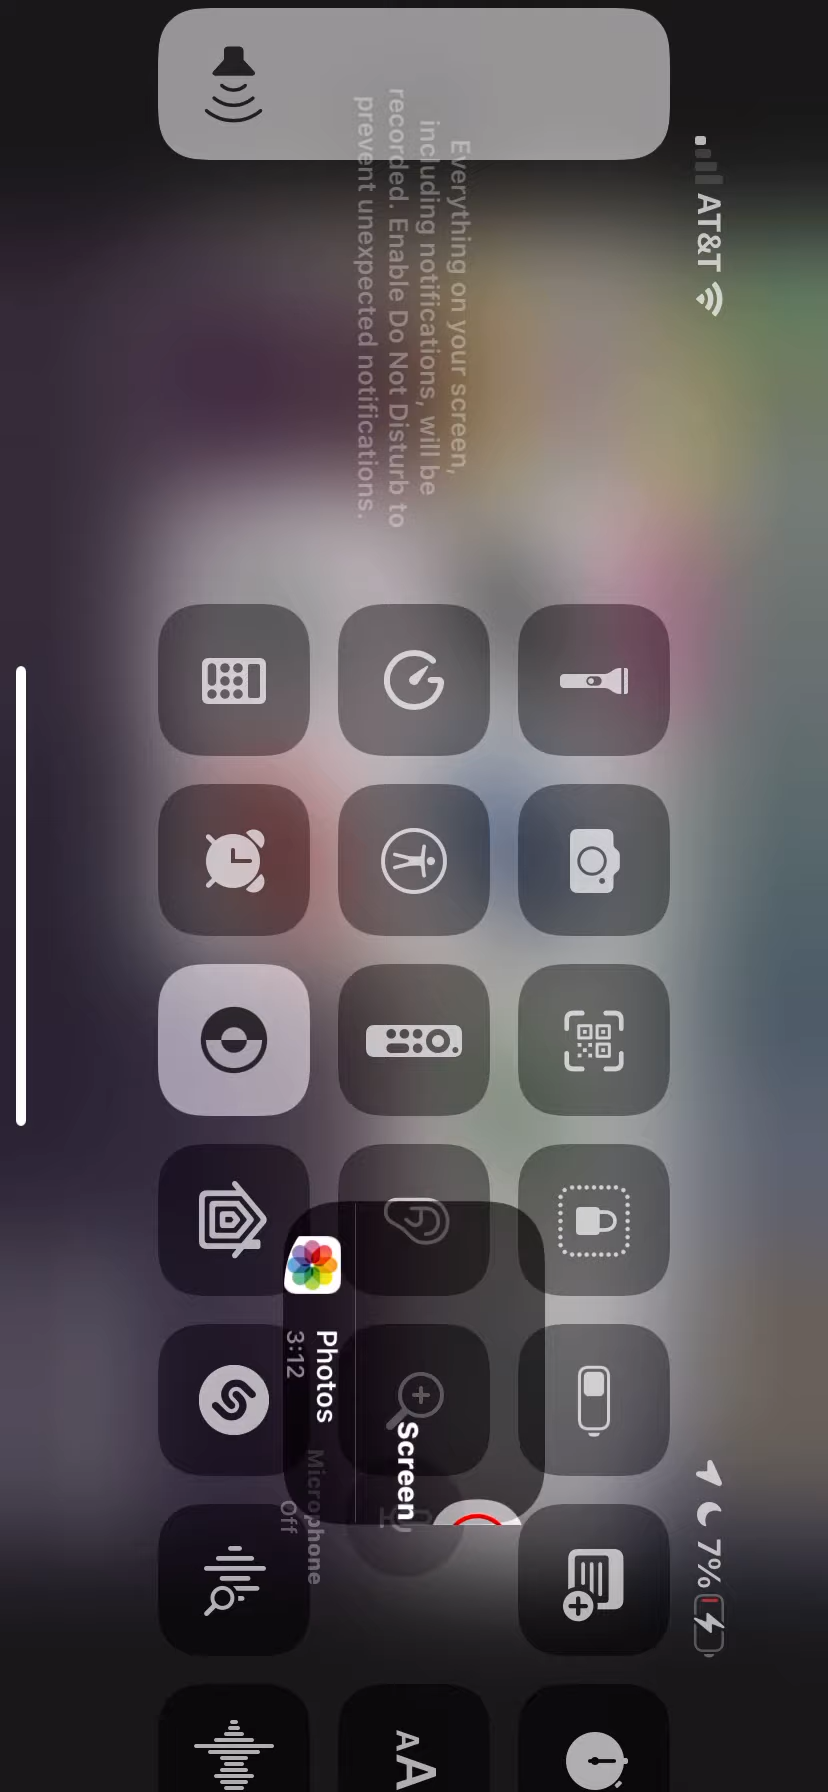 AT&T
7%
Everything on your screen,
including notifications, will be
recorded. Enable Do Not Disturb to
prevent unexpected notifications.
Screen
Photos
3:12
Microphone
Off
AA